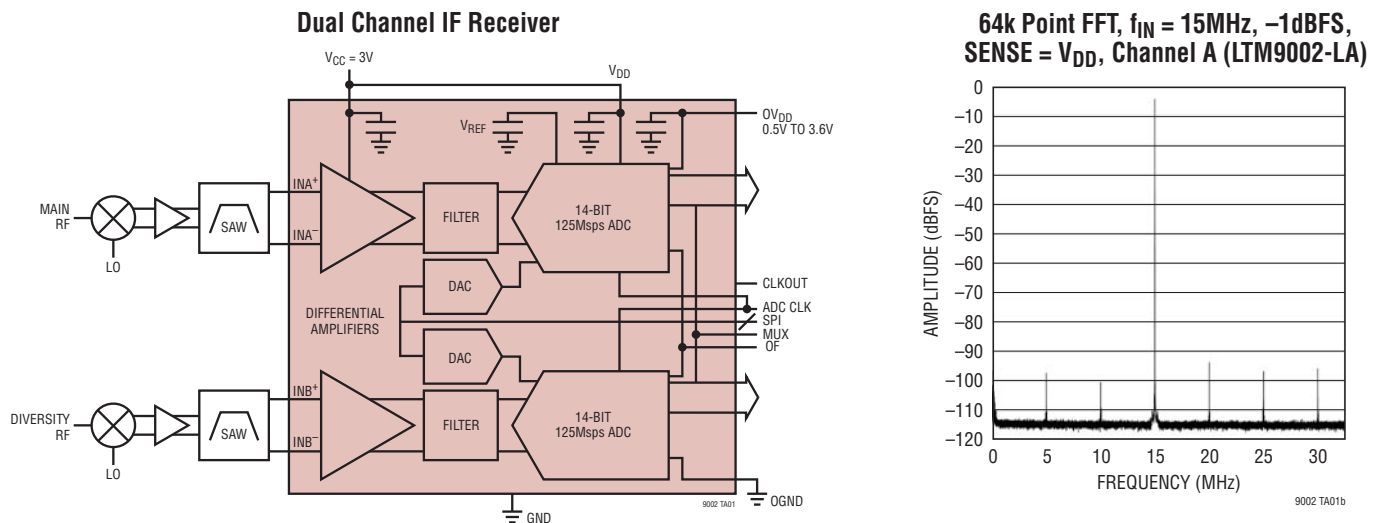 Dual Channel IF Receiver
VCC = 3V
VDD
VREF
OVDD
0.5V TO 3.6V
MAIN
RF
LO
SAW
INA+
INA–
FILTER
14-BIT
125Msps ADC
DAC
DIFFERENTIAL
AMPLIFIERS
DAC
CLKOUT
ADC CLK
SPI
MUX
OF
DIVERSITY
RF
LO
SAW
INB+
INB–
FILTER
14-BIT
125Msps ADC
9002 TA01
OGND
GND
64k Point FFT, fIN = 15MHz, –1dBFS,
SENSE = VDD, Channel A (LTM9002-LA)
AMPLITUDE (dBFS)
0
–10
–20
–30
–40
–50
–60
–70
–80
–90
–100
–110
–120
0 5 10 15 20 25 30
FREQUENCY (MHz)
9002 TA01b